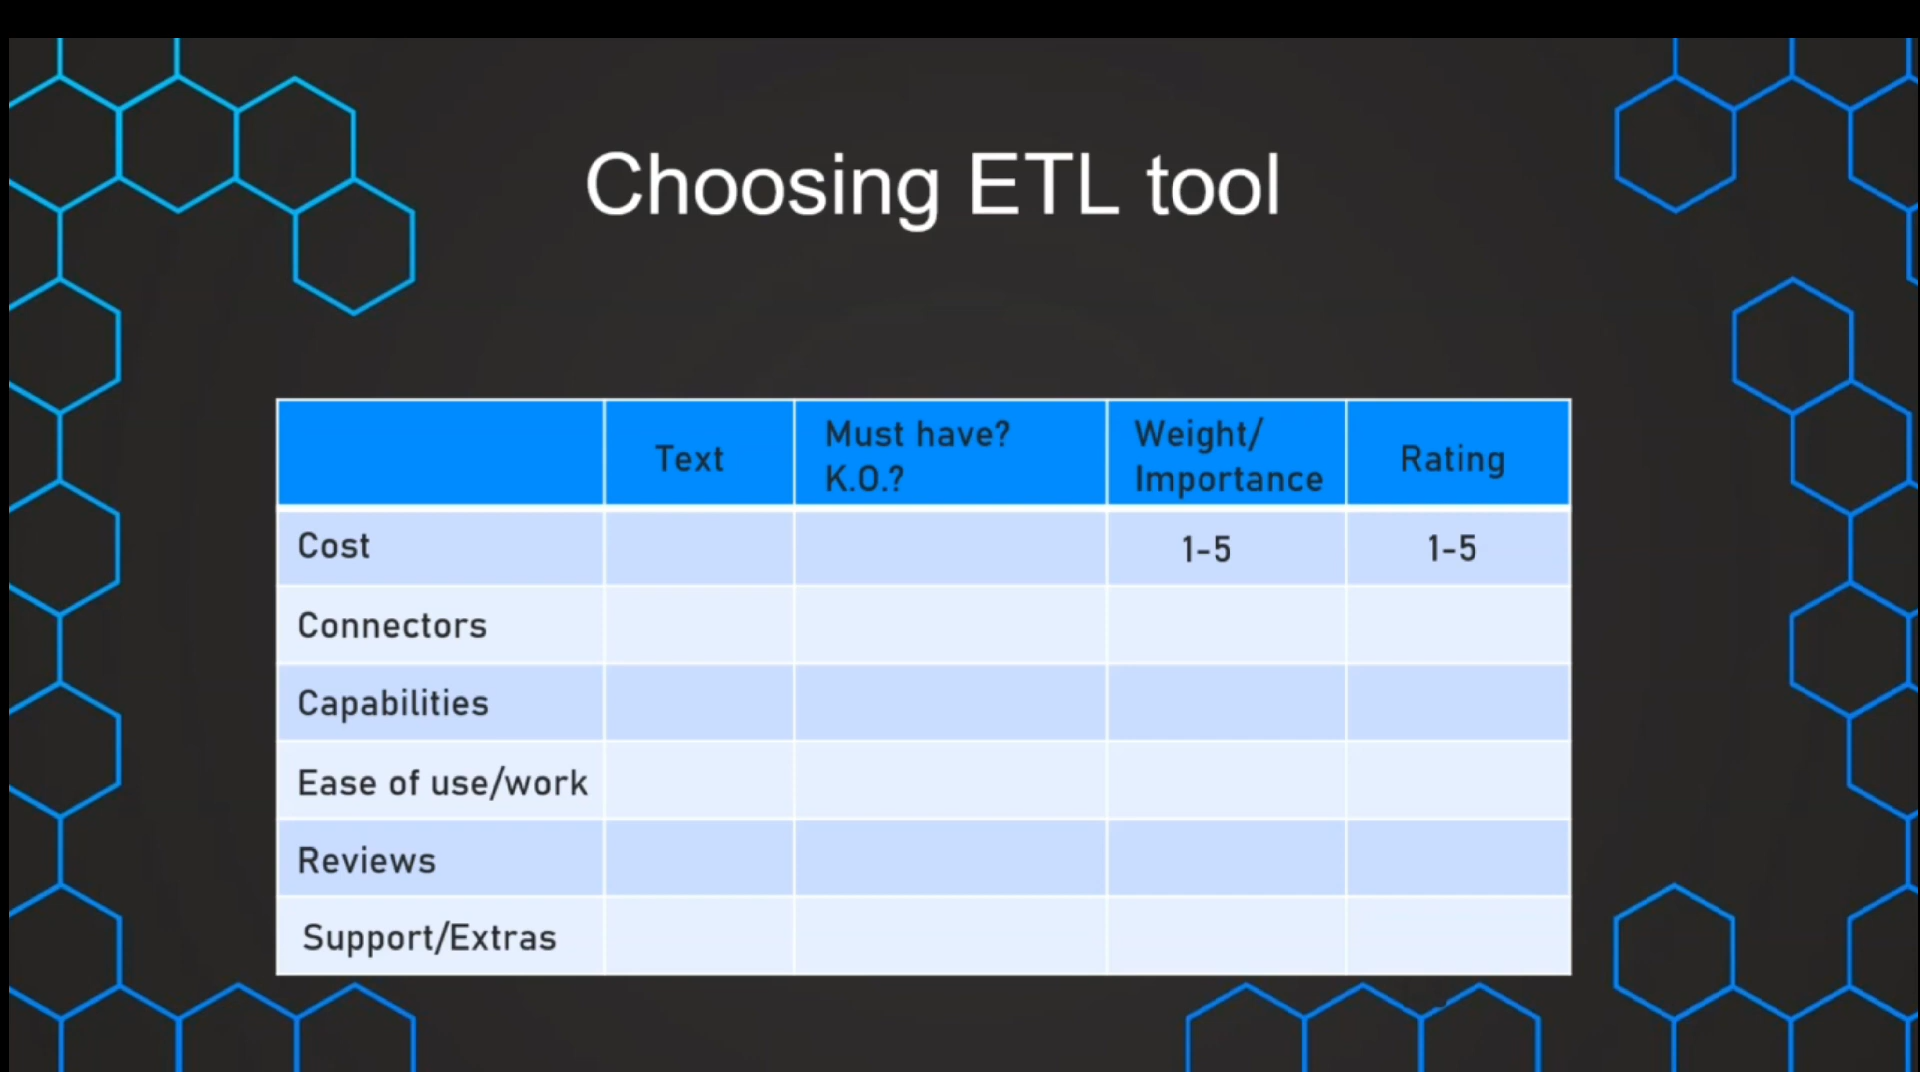 Choosing ETL tool
Text
Must have?
K.O.?
Weight/
Importance
Rating
Cost
1-5
1-5
Connectors
Capabilities
Ease of use/work
Reviews
Support/Extras